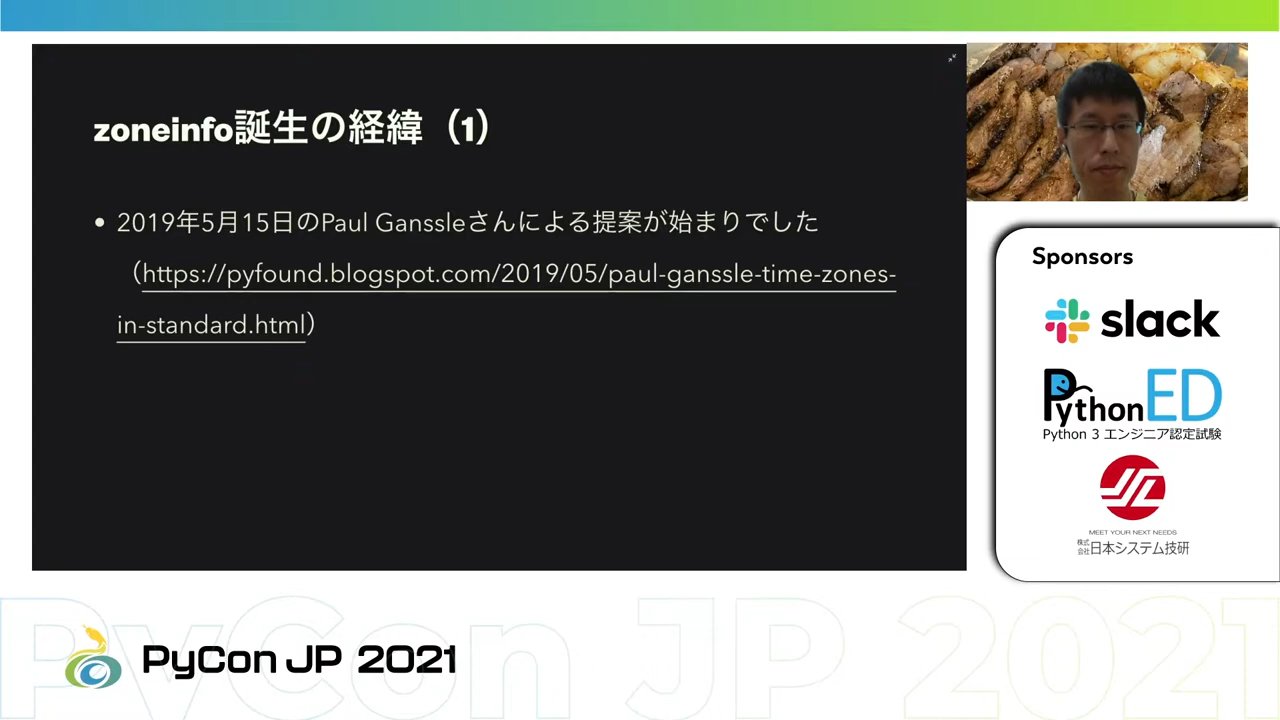 zoneinfo誕生の経緯（1）
• 2019年5月15日のPaul Ganssleさんによる提案が始まりでした
（https://pyfound.blogspot.com/2019/05/paul-ganssle-time-zones-
in-standard.html）
Sponsors
slack
PythonED
Python 3 エンジニア認定試験
MEET YOUR NEXT NEEDS
株式会社日本システム技研
PyCon JP 2021
PyCon JP 2021